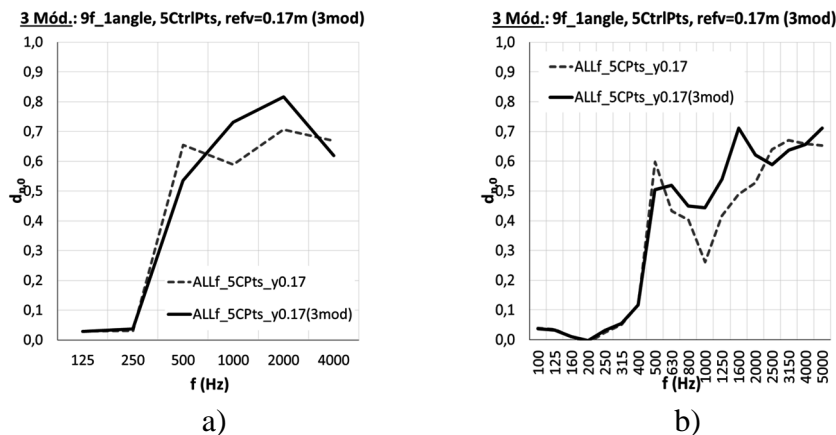 3 Mód.: 9f_1angle, 5CtrlPts, refv=0.17m (3mod)
1,0
0,9
0,8
0,7
0,6
0,5
0,4
0,3
0,2
0,1
0,0
dn,0
ALLf_5CPts_y0.17
ALLf_5CPts_y0.17(3mod)
125 250 500 1000 2000 4000
f (Hz)
a)
3 Mód.: 9f_1angle, 5CtrlPts, refv=0.17m (3mod)
1,0
0,9
0,8
0,7
0,6
0,5
0,4
0,3
0,2
0,1
0,0
dn,0
ALLf_5CPts_y0.17
ALLf_5CPts_y0.17(3mod)
100 125 160 200 250 315 400 500 630 800 1000 1250 1600 2000 2500 3150 4000 5000
f (Hz)
b)